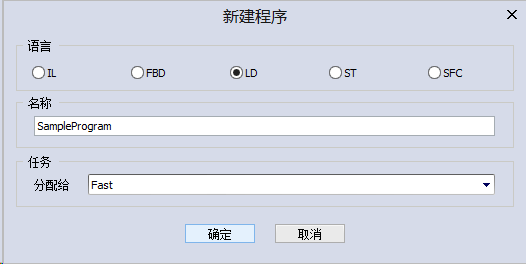 新建程序
语言
IL FBD LD ST SFC
名称
SampleProgram
任务
分配给 Fast
确定 取消